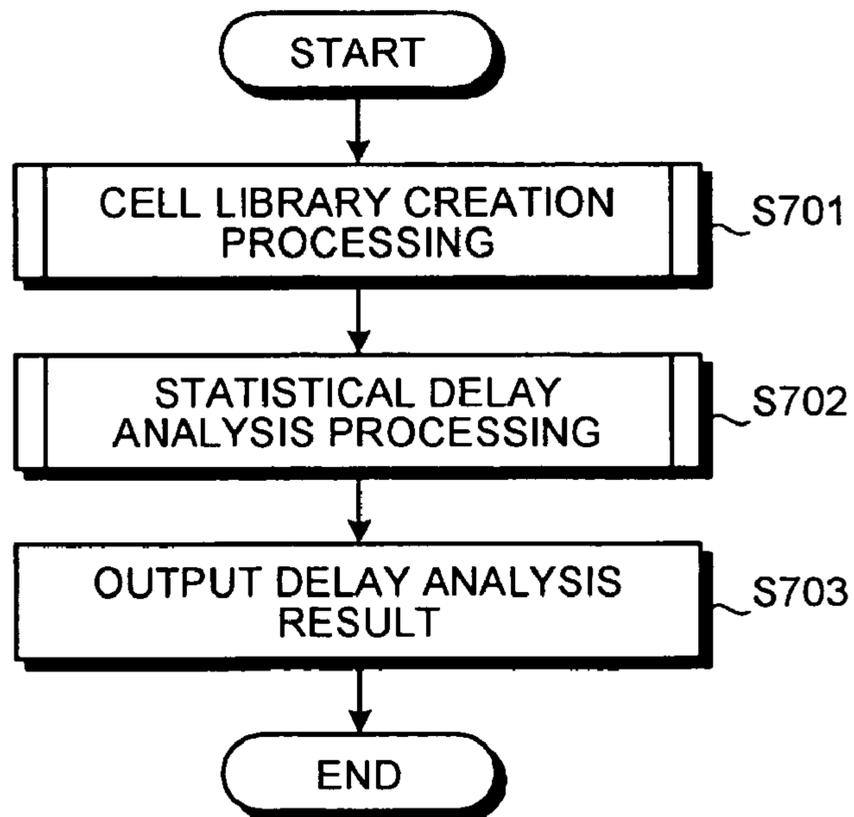 START
CELL LIBRARY CREATION
PROCESSING
S701
STATISTICAL DELAY
ANALYSIS PROCESSING
S702
OUTPUT DELAY ANALYSIS
RESULT
S703
END